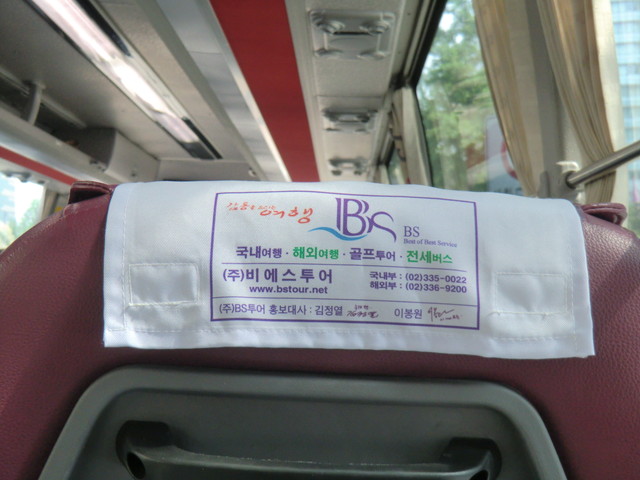 BS
BS
Best of Best Service
국내여행 · 해외여행 · 골프투어 · 전세버스
(주)비에스투어
국내부 : (02)335-0022
www.bstour.net
해외부 : (02)336-9200
(주)BS투어 홍보대사 : 김정열 이봉원